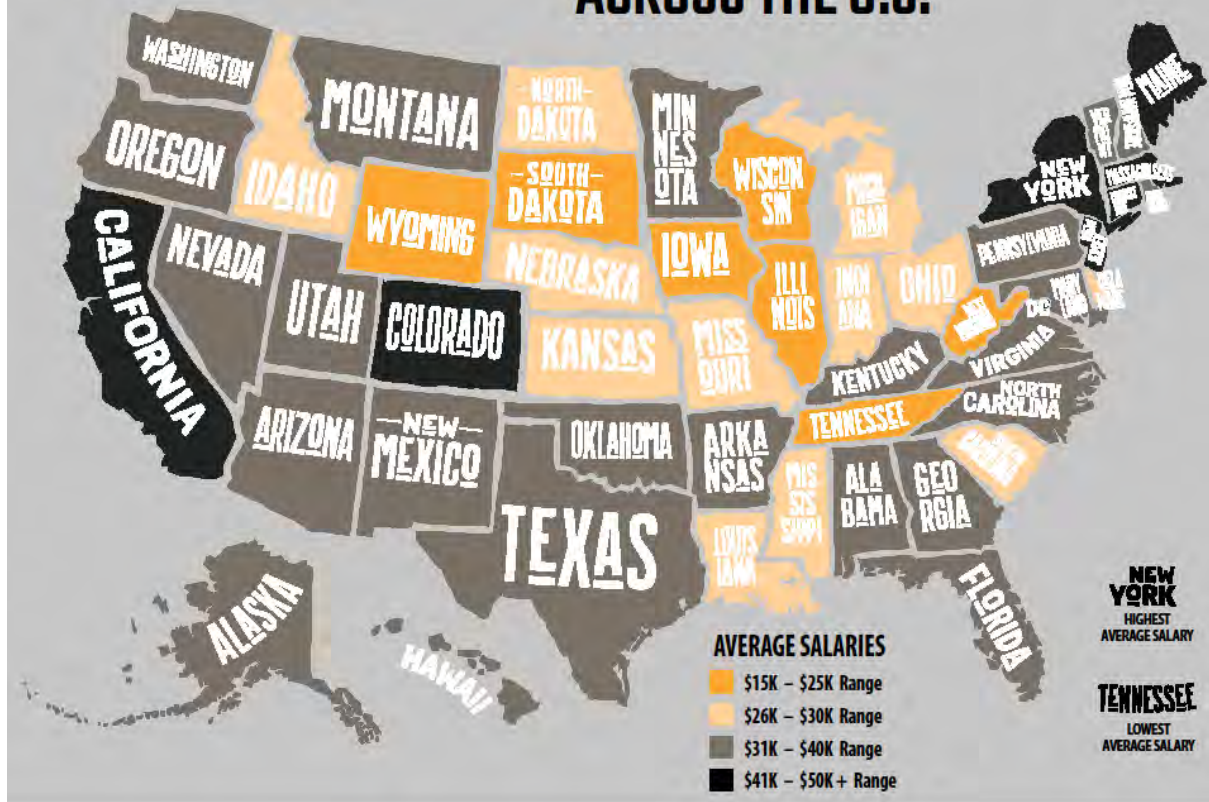 ACROSS THE U.S.
WASHINGTON
MONTANA
-NORTH-
DAKOTA
MIN
NES
OTA
MAINE
OREGON
IDAHO
-SOUTH-
DAKOTA
WISCON
SIN
MICH
IGAN
NEW
YORK
MASSACHUSETTS
WYOMING
CALIFORNIA
NEVADA
NEBRASKA
IOWA
PENNSYLVANIA
UTAH
COLORADO
KANSAS
MISS
OURI
ILLI
NOIS
INDI
ANA
OHIO
DC
KENTUCKY
VIRGINIA
ARIZONA
-NEW-
MEXICO
OKLAHOMA
ARKA
NSAS
TENNESSEE
NORTH
CAROLINA
TEXAS
LOUIS
IANA
MIS
SIS
SIPPI
ALA
BAMA
GEO
RGIA
FLORIDA
ALASKA
HAWAII
AVERAGE SALARIES
$15K – $25K Range
$26K – $30K Range
$31K – $40K Range
$41K – $50K + Range
NEW
YORK
HIGHEST
AVERAGE SALARY
TENNESSEE
LOWEST
AVERAGE SALARY